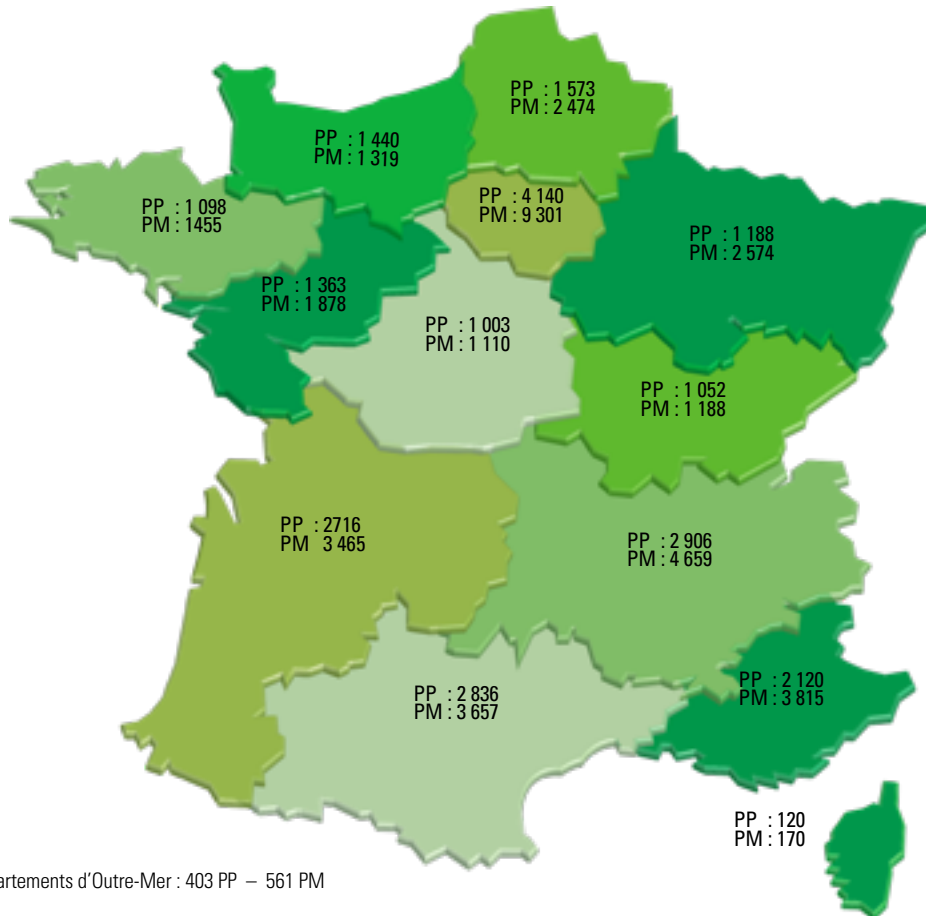 PP : 1 573
PM : 2 474
PP : 1 440
PM : 1 319
PP : 4 140
PM : 9 301
PP : 1 098
PM : 1455
PP : 1 188
PM : 2 574
PP : 1 363
PM : 1 878
PP : 1 003
PM : 1 110
PP : 1 052
PM : 1 188
PP : 2716
PM 3 465
PP : 2 906
PM : 4 659
PP : 2 836
PM : 3 657
PP : 2 120
PM : 3 815
PP : 120
PM : 170
artements d'Outre-Mer : 403 PP – 561 PM